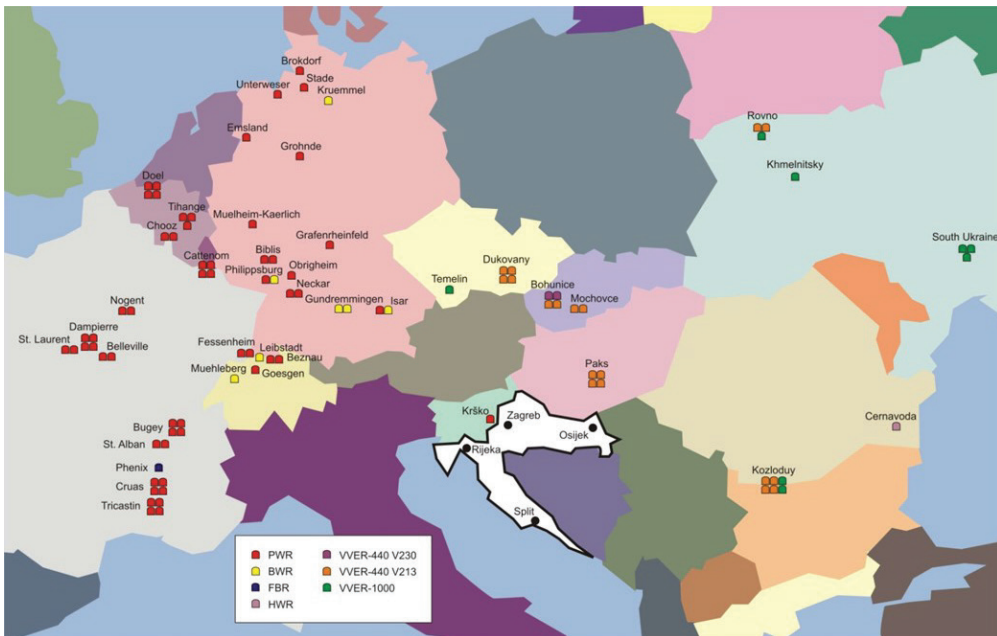 Brokdorf
Stade
Unterweser
Kruemmel
Rovno
Emsland
Grohnde
Khmelnitsky
Doel
Tihange
Muelheim-Kaerlich
Chooz
South Ukraine
Grafenrheinfeld
Cattenom
Biblis
Dukovany
Philippsburg
Obrigheim
Temelin
Bohunice
Neckar
Mochovce
Nogent
Gundremmingen
Isar
Dampierre
St. Laurent
Belleville
Fessenheim
Leibstadt
Beznau
Muehleberg
Goesgen
Paks
Krško
Zagreb
Osijek
Cernavoda
Bugey
St. Alban
Rijeka
Phenix
Kozloduy
Cruas
Tricastin
Split
PWR
VVER-440 V230
BWR
VVER-440 V213
FBR
VVER-1000
HWR